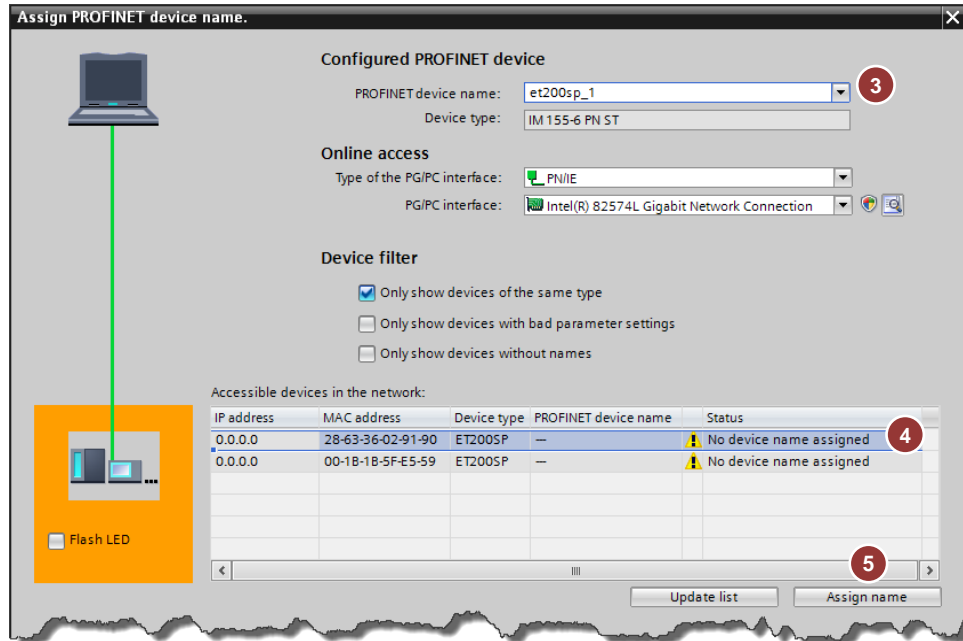 Assign PROFINET device name.
Configured PROFINET device
PROFINET device name: et200sp_1
3
Device type: IM 155-6 PN ST
Online access
Type of the PG/PC interface: PN/IE
PG/PC interface: Intel(R) 82574L Gigabit Network Connection
Device filter
Only show devices of the same type
Only show devices with bad parameter settings
Only show devices without names
Accessible devices in the network:
IP address MAC address Device type PROFINET device name Status
0.0.0.0 28-63-36-02-91-90 ET200SP — No device name assigned
4
0.0.0.0 00-1B-1B-5F-E5-59 ET200SP — No device name assigned
Flash LED
5
Update list Assign name